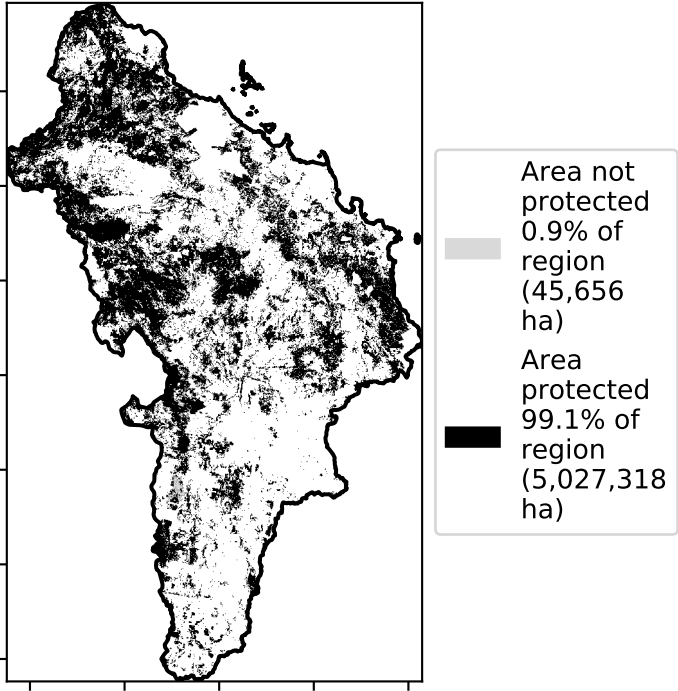 Area not
protected
0.9% of
region
(45,656
ha)
Area
protected
99.1% of
region
(5,027,318
ha)